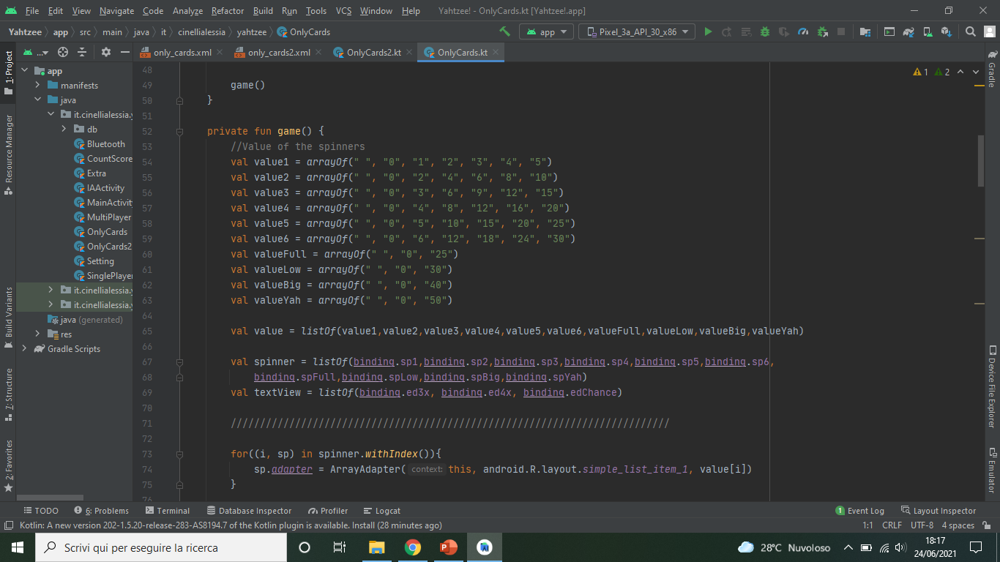 File Edit View Navigate Code Analyze Refactor Build Run Tools VCS Window Help Yahtzee! - OnlyCards.kt [Yahtzee!.app]
Yahtzee app src main java it cinellialessia yahtzee OnlyCards app Pixel_3a_API_30_x86
only_cards.xml only_cards2.xml OnlyCards2.kt OnlyCards.kt
1: Project
Resource Manager
Build Variants
7: Structure
2: Favorites
app
manifests
java
it.cinellialessia.y
db
Bluetooth
CountScore
Extra
IAActivity
MainActivit
MultiPlayer
OnlyCards
OnlyCards2
Setting
SinglePlayer
it.cinellialessia.y
it.cinellialessia.y
java (generated)
res
Gradle Scripts
1 2
48
49 game()
50 }
51
52 private fun game() {
53 //Value of the spinners
54 val value1 = arrayOf(" ", "0", "1", "2", "3", "4", "5")
55 val value2 = arrayOf(" ", "0", "2", "4", "6", "8", "10")
56 val value3 = arrayOf(" ", "0", "3", "6", "9", "12", "15")
57 val value4 = arrayOf(" ", "0", "4", "8", "12", "16", "20")
58 val value5 = arrayOf(" ", "0", "5", "10", "15", "20", "25")
59 val value6 = arrayOf(" ", "0", "6", "12", "18", "24", "30")
60 val valueFull = arrayOf(" ", "0", "25")
61 val valueLow = arrayOf(" ", "0", "30")
62 val valueBig = arrayOf(" ", "0", "40")
63 val valueYah = arrayOf(" ", "0", "50")
64
65 val value = listOf(value1,value2,value3,value4,value5,value6,valueFull,valueLow,valueBig,valueYah)
66
67 val spinner = listOf(binding.sp1,binding.sp2,binding.sp3,binding.sp4,binding.sp5,binding.sp6,
68 binding.spFull,binding.spLow,binding.spBig,binding.spYah)
69 val textView = listOf(binding.ed3x, binding.ed4x, binding.edChance)
70
71 ///////////////////////////////////////////////////////////////////////////
72
73 for((i, sp) in spinner.withIndex()){
74 sp.adapter = ArrayAdapter( context: this, android.R.layout.simple_list_item_1, value[i])
75 }
76
Gradle
Device File Explorer
Emulator
TODO 6: Problems Terminal Database Inspector Profiler Logcat 1 Event Log Layout Inspector
Kotlin: A new version 202-1.5.20-release-283-AS8194.7 of the Kotlin plugin is available. Install (28 minutes ago) 1:1 CRLF UTF-8 4 spaces
Scrivi qui per eseguire la ricerca 28°C Nuvoloso 18:17
24/06/2021